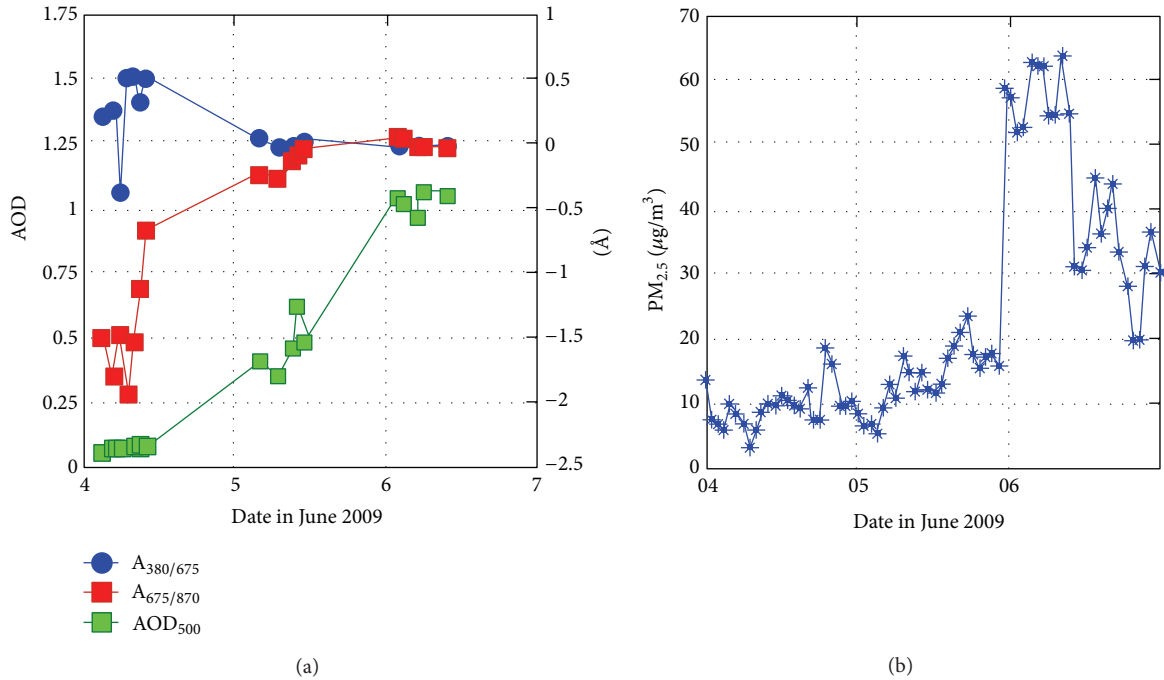 1.75
1.5
1.25
1
0.75
0.5
0.25
0
AOD
1
0.5
0
−0.5
−1
−1.5
−2
−2.5
(Å)
4 5 6 7
Date in June 2009
A380/675
A675/870
AOD500
(a)
70
60
50
40
30
20
10
0
PM2.5 (μg/m³)
04 05 06
Date in June 2009
(b)